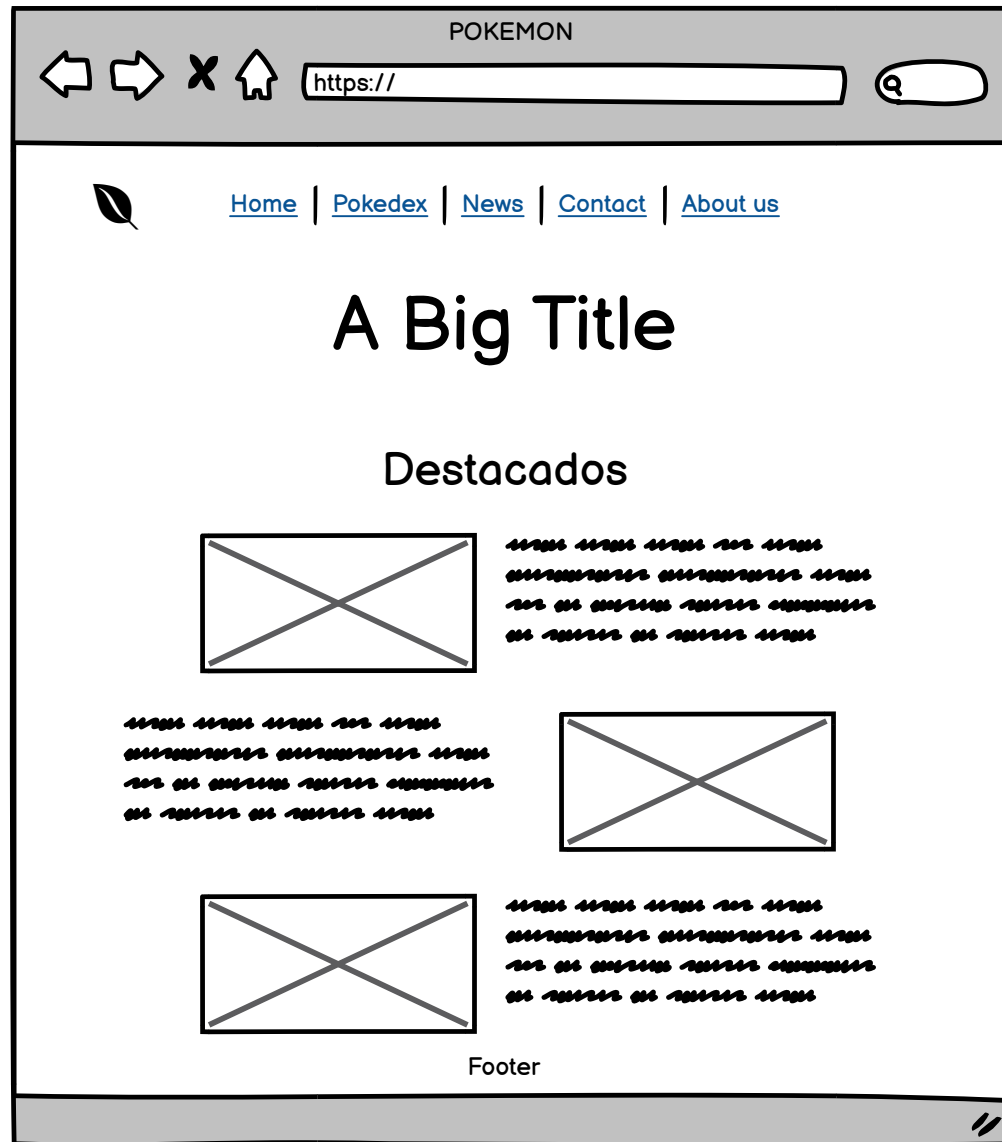 POKEMON
https://
Home Pokedex News Contact About us
A Big Title
Destacados
Footer